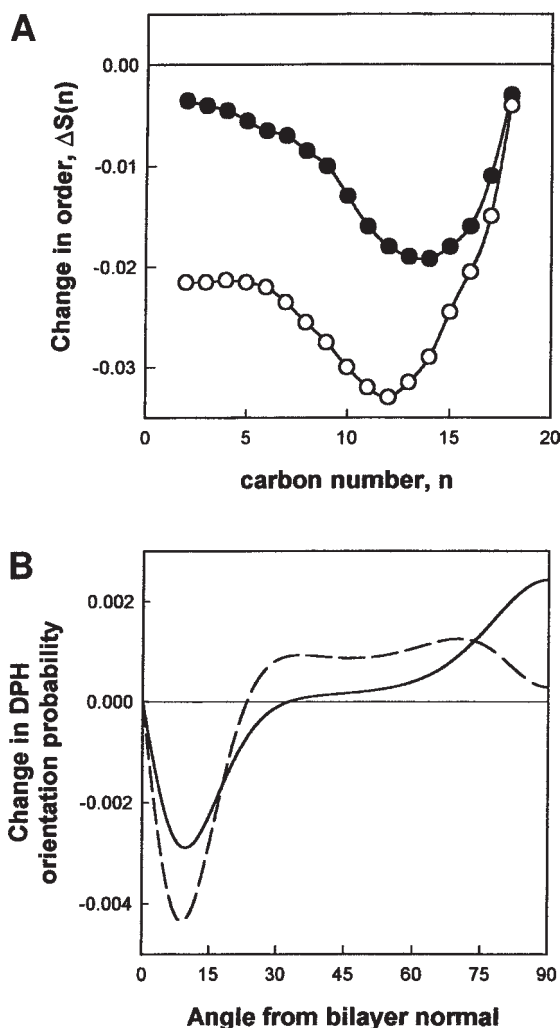 A
Change in order, ΔS(n)
0.00
-0.01
-0.02
-0.03
0 5 10 15 20
carbon number, n
B
Change in DPH
orientation probability
0.002
0.000
-0.002
-0.004
0 15 30 45 60 75 90
Angle from bilayer normal